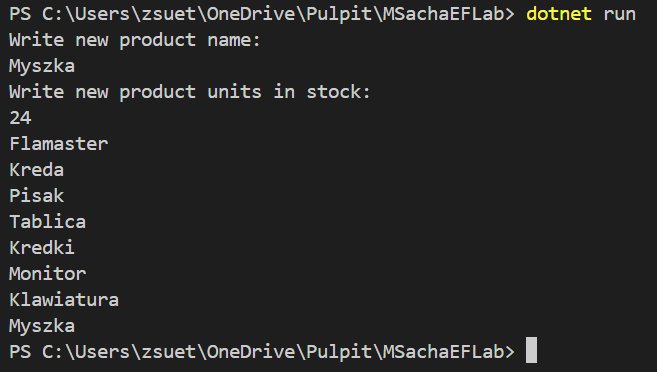 PS C:\Users\zsuet\OneDrive\Pulpit\MSachaEFLab> dotnet run
Write new product name:
Myszka
Write new product units in stock:
24
Flamaster
Kreda
Pisak
Tablica
Kredki
Monitor
Klawiatura
Myszka
PS C:\Users\zsuet\OneDrive\Pulpit\MSachaEFLab>